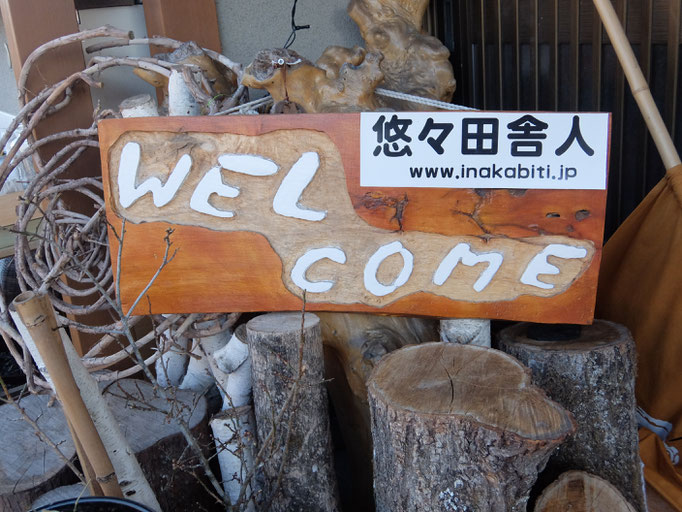 悠々田舎人
www.inakabiti.jp
WEL
COME